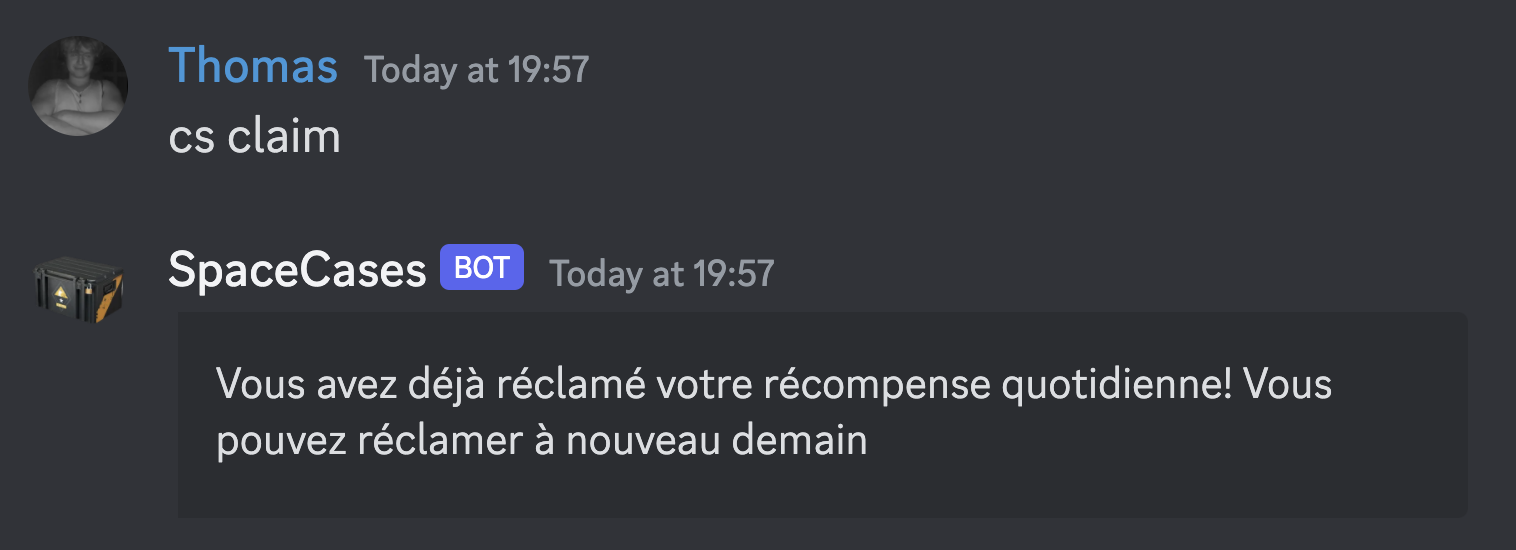 Thomas Today at 19:57
cs claim
SpaceCases BOT Today at 19:57
Vous avez déjà réclamé votre récompense quotidienne! Vous
pouvez réclamer à nouveau demain